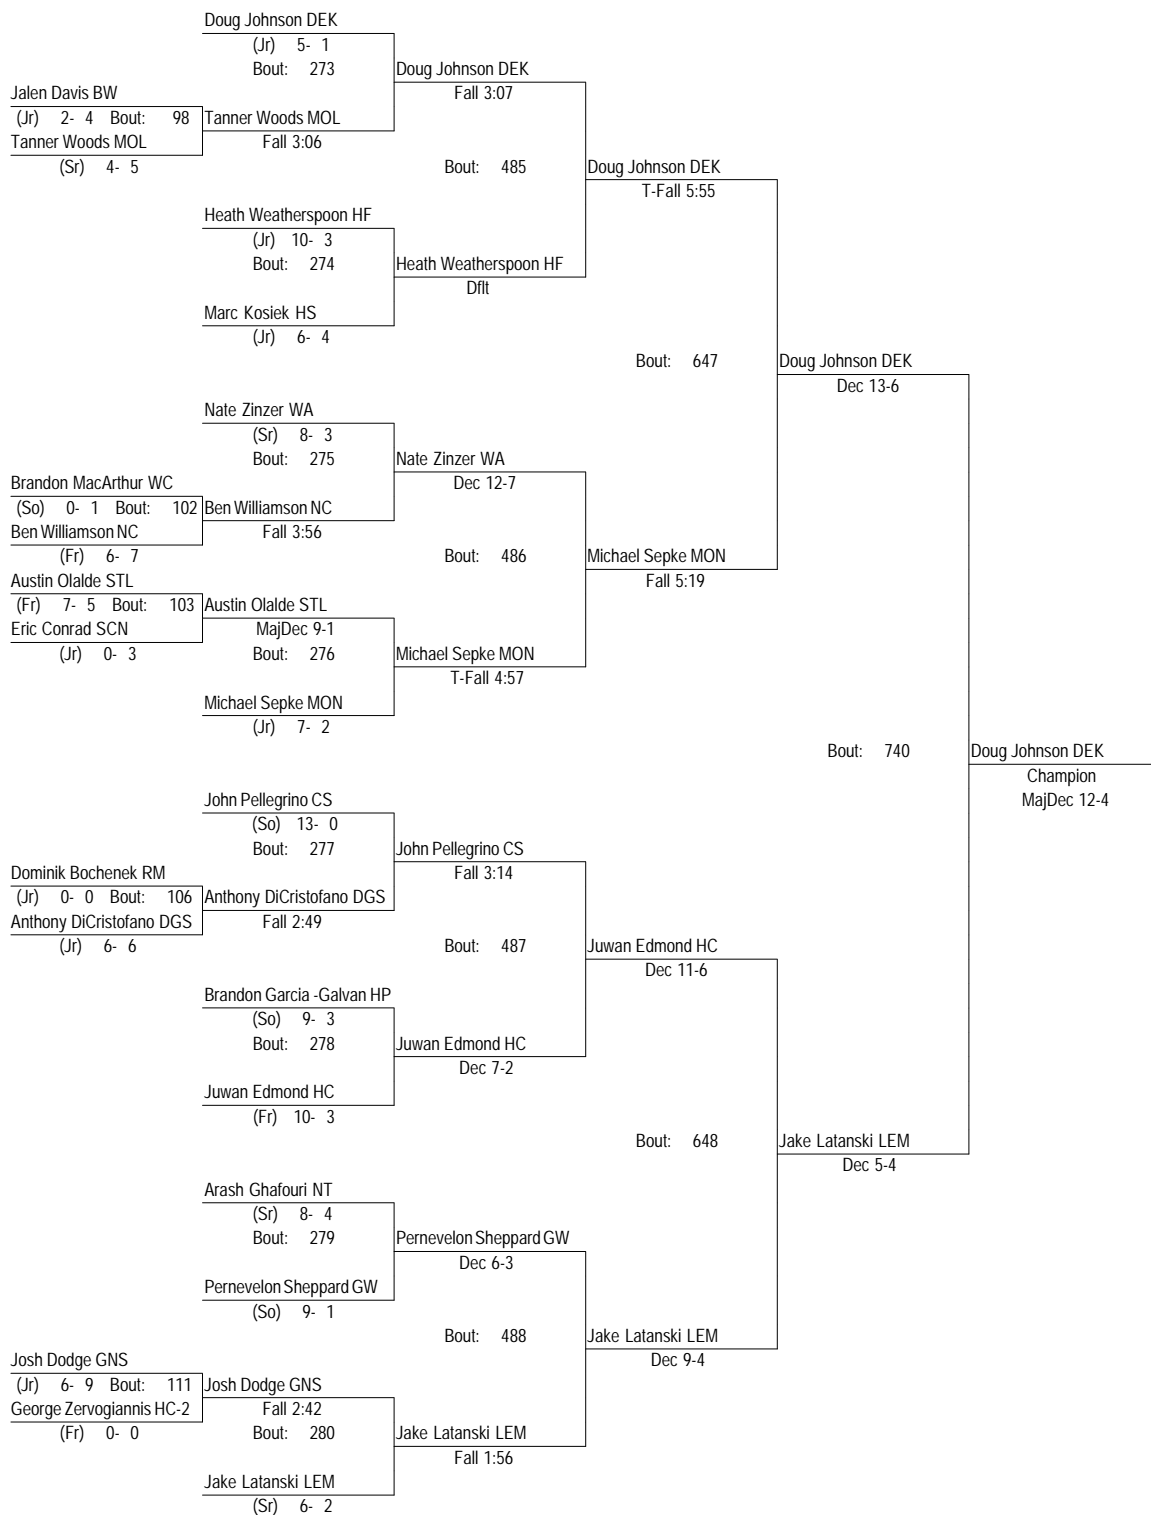 Doug Johnson DEK
(Jr) 5- 1
Bout: 273
Doug Johnson DEK
Fall 3:07
Jalen Davis BW
(Jr) 2- 4 Bout: 98
Tanner Woods MOL
Tanner Woods MOL
Fall 3:06
(Sr) 4- 5
Bout: 485
Doug Johnson DEK
T-Fall 5:55
Heath Weatherspoon HF
(Jr) 10- 3
Bout: 274
Heath Weatherspoon HF
Dflt
Marc Kosiek HS
(Jr) 6- 4
Bout: 647
Doug Johnson DEK
Dec 13-6
Nate Zinzer WA
(Sr) 8- 3
Bout: 275
Nate Zinzer WA
Dec 12-7
Brandon MacArthur WC
(So) 0- 1 Bout: 102
Ben Williamson NC
Ben Williamson NC
Fall 3:56
(Fr) 6- 7
Bout: 486
Michael Sepke MON
Fall 5:19
Austin Olalde STL
(Fr) 7- 5 Bout: 103
Austin Olalde STL
Eric Conrad SCN
MajDec 9-1
(Jr) 0- 3
Bout: 276
Michael Sepke MON
T-Fall 4:57
Michael Sepke MON
(Jr) 7- 2
Bout: 740
Doug Johnson DEK
Champion
MajDec 12-4
John Pellegrino CS
(So) 13- 0
Bout: 277
John Pellegrino CS
Fall 3:14
Dominik Bochenek RM
(Jr) 0- 0 Bout: 106
Anthony DiCristofano DGS
Anthony DiCristofano DGS
Fall 2:49
(Jr) 6- 6
Bout: 487
Juwan Edmond HC
Dec 11-6
Brandon Garcia -Galvan HP
(So) 9- 3
Bout: 278
Juwan Edmond HC
Dec 7-2
Juwan Edmond HC
(Fr) 10- 3
Bout: 648
Jake Latanski LEM
Dec 5-4
Arash Ghafouri NT
(Sr) 8- 4
Bout: 279
Pernevelon Sheppard GW
Dec 6-3
Pernevelon Sheppard GW
(So) 9- 1
Bout: 488
Jake Latanski LEM
Dec 9-4
Josh Dodge GNS
(Jr) 6- 9 Bout: 111
Josh Dodge GNS
George Zervogiannis HC-2
Fall 2:42
(Fr) 0- 0
Bout: 280
Jake Latanski LEM
Fall 1:56
Jake Latanski LEM
(Sr) 6- 2